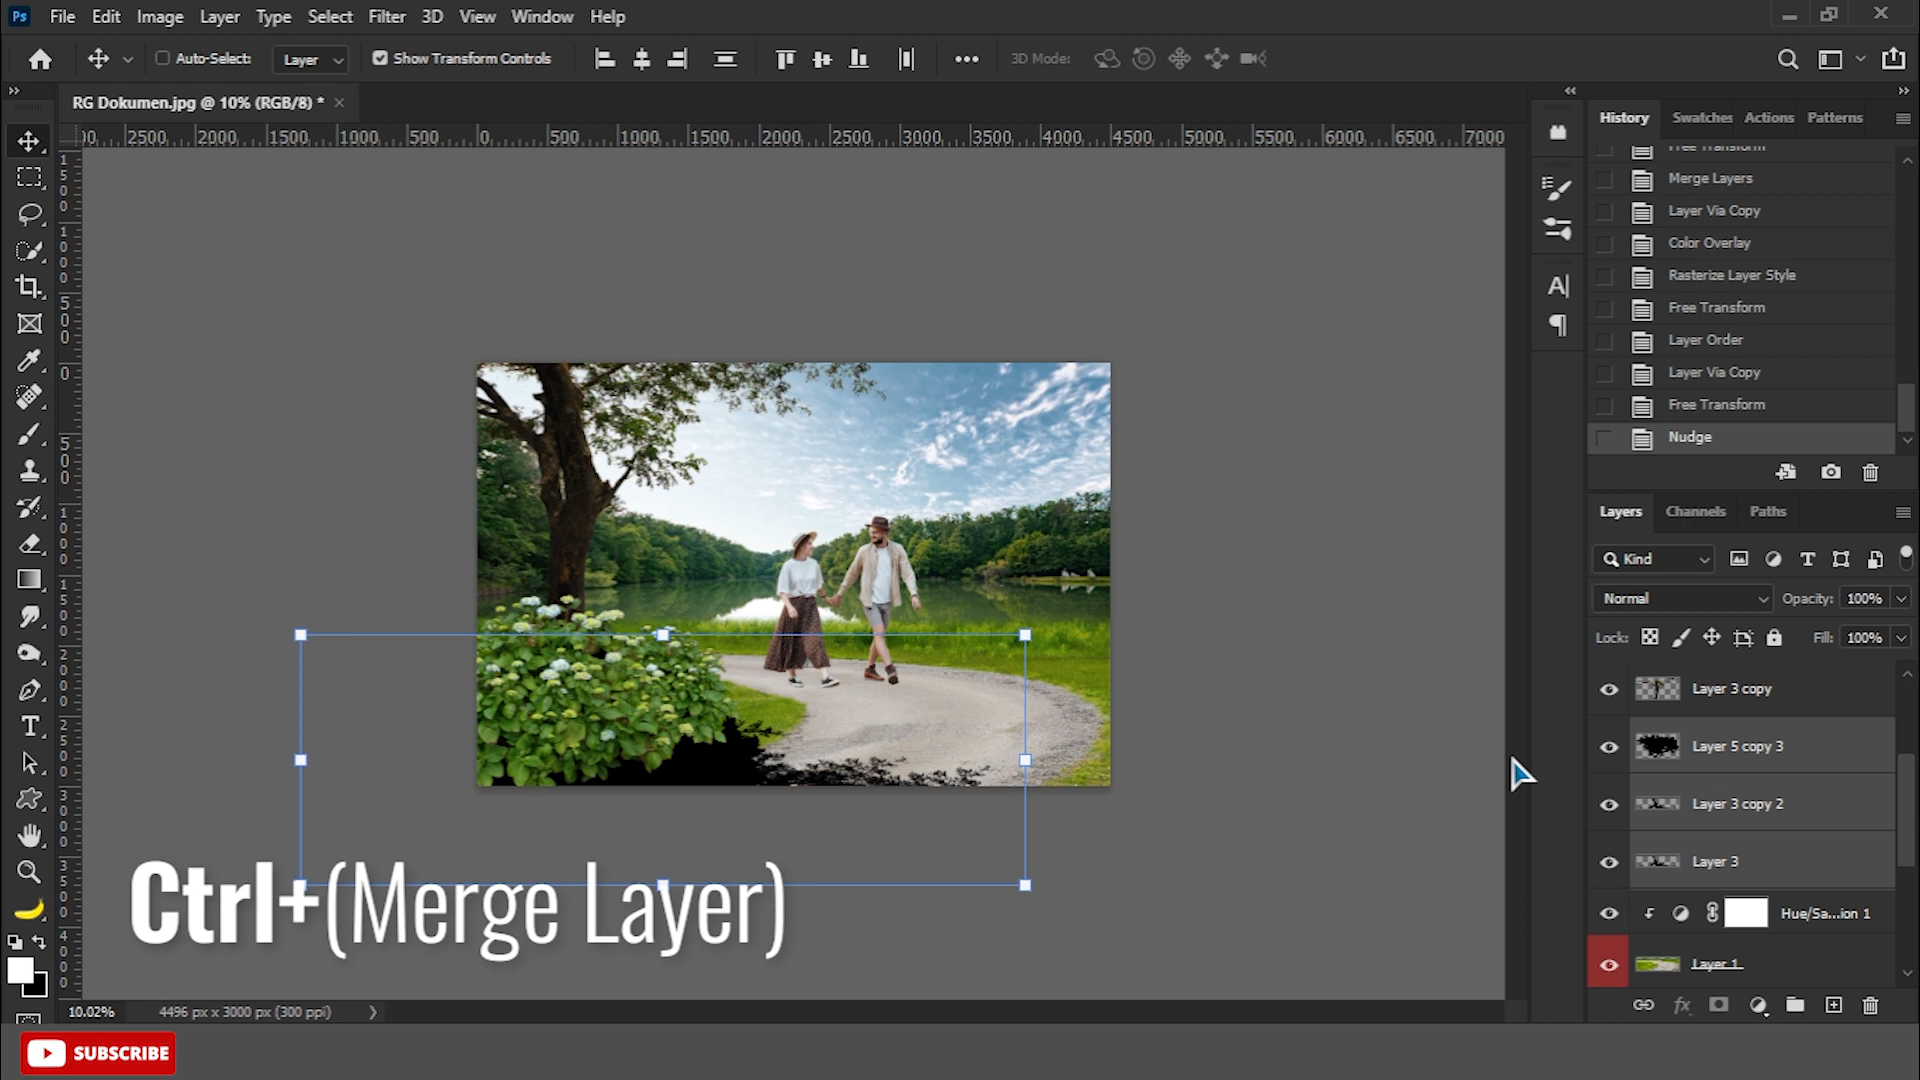 Ps File Edit Image Layer Type Select Filter 3D View Window Help
Auto-Select: Layer Show Transform Controls 3D Mode:
RG Dokumen.jpg @ 10% (RGB/8) *
2500 2000 1500 1000 500 0 500 1000 1500 2000 2500 3000 3500 4000 4500 5000 5500 6000 6500 7000
History Swatches Actions Patterns
Free Transform
Merge Layers
Layer Via Copy
Color Overlay
Rasterize Layer Style
Free Transform
Layer Order
Layer Via Copy
Free Transform
Nudge
Layers Channels Paths
Kind
Normal Opacity: 100%
Lock: Fill: 100%
Layer 3 copy
Layer 5 copy 3
Layer 3 copy 2
Layer 3
Hue/Sa...ion 1
Layer 1
Ctrl+(Merge Layer)
10.02% 4496 px x 3000 px (300 ppi)
SUBSCRIBE